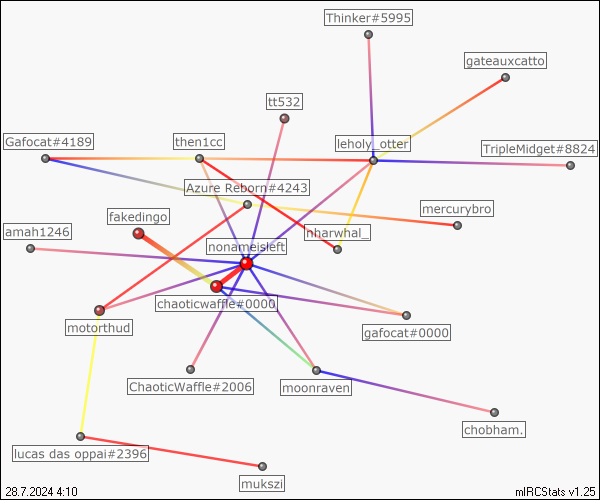 Thinker#5995
gateauxcatto
tt532
Gafocat#4189
then1cc
leholy_otter
TripleMidget#8824
Azure Reborn#4243
fakedingo
mercurybro
amah1246
nharwhal_
nonameisleft
chaoticwaffle#0000
motorthud
gafocat#0000
ChaoticWaffle#2006
moonraven
chobham.
lucas das oppai#2396
mukszi
28.7.2024 4:10
mIRCStats v1.25